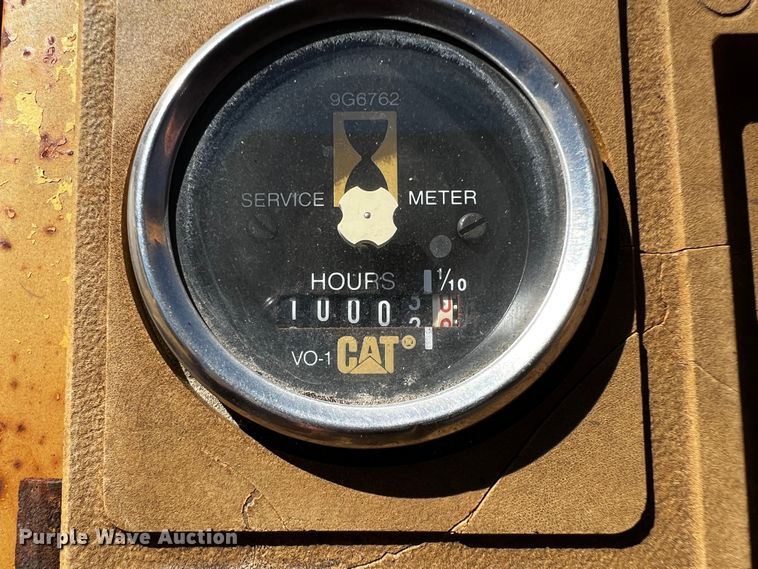 9G6762
SERVICE METER
HOURS 1/10
1000
VO-1 CAT®
Purple Wave Auction